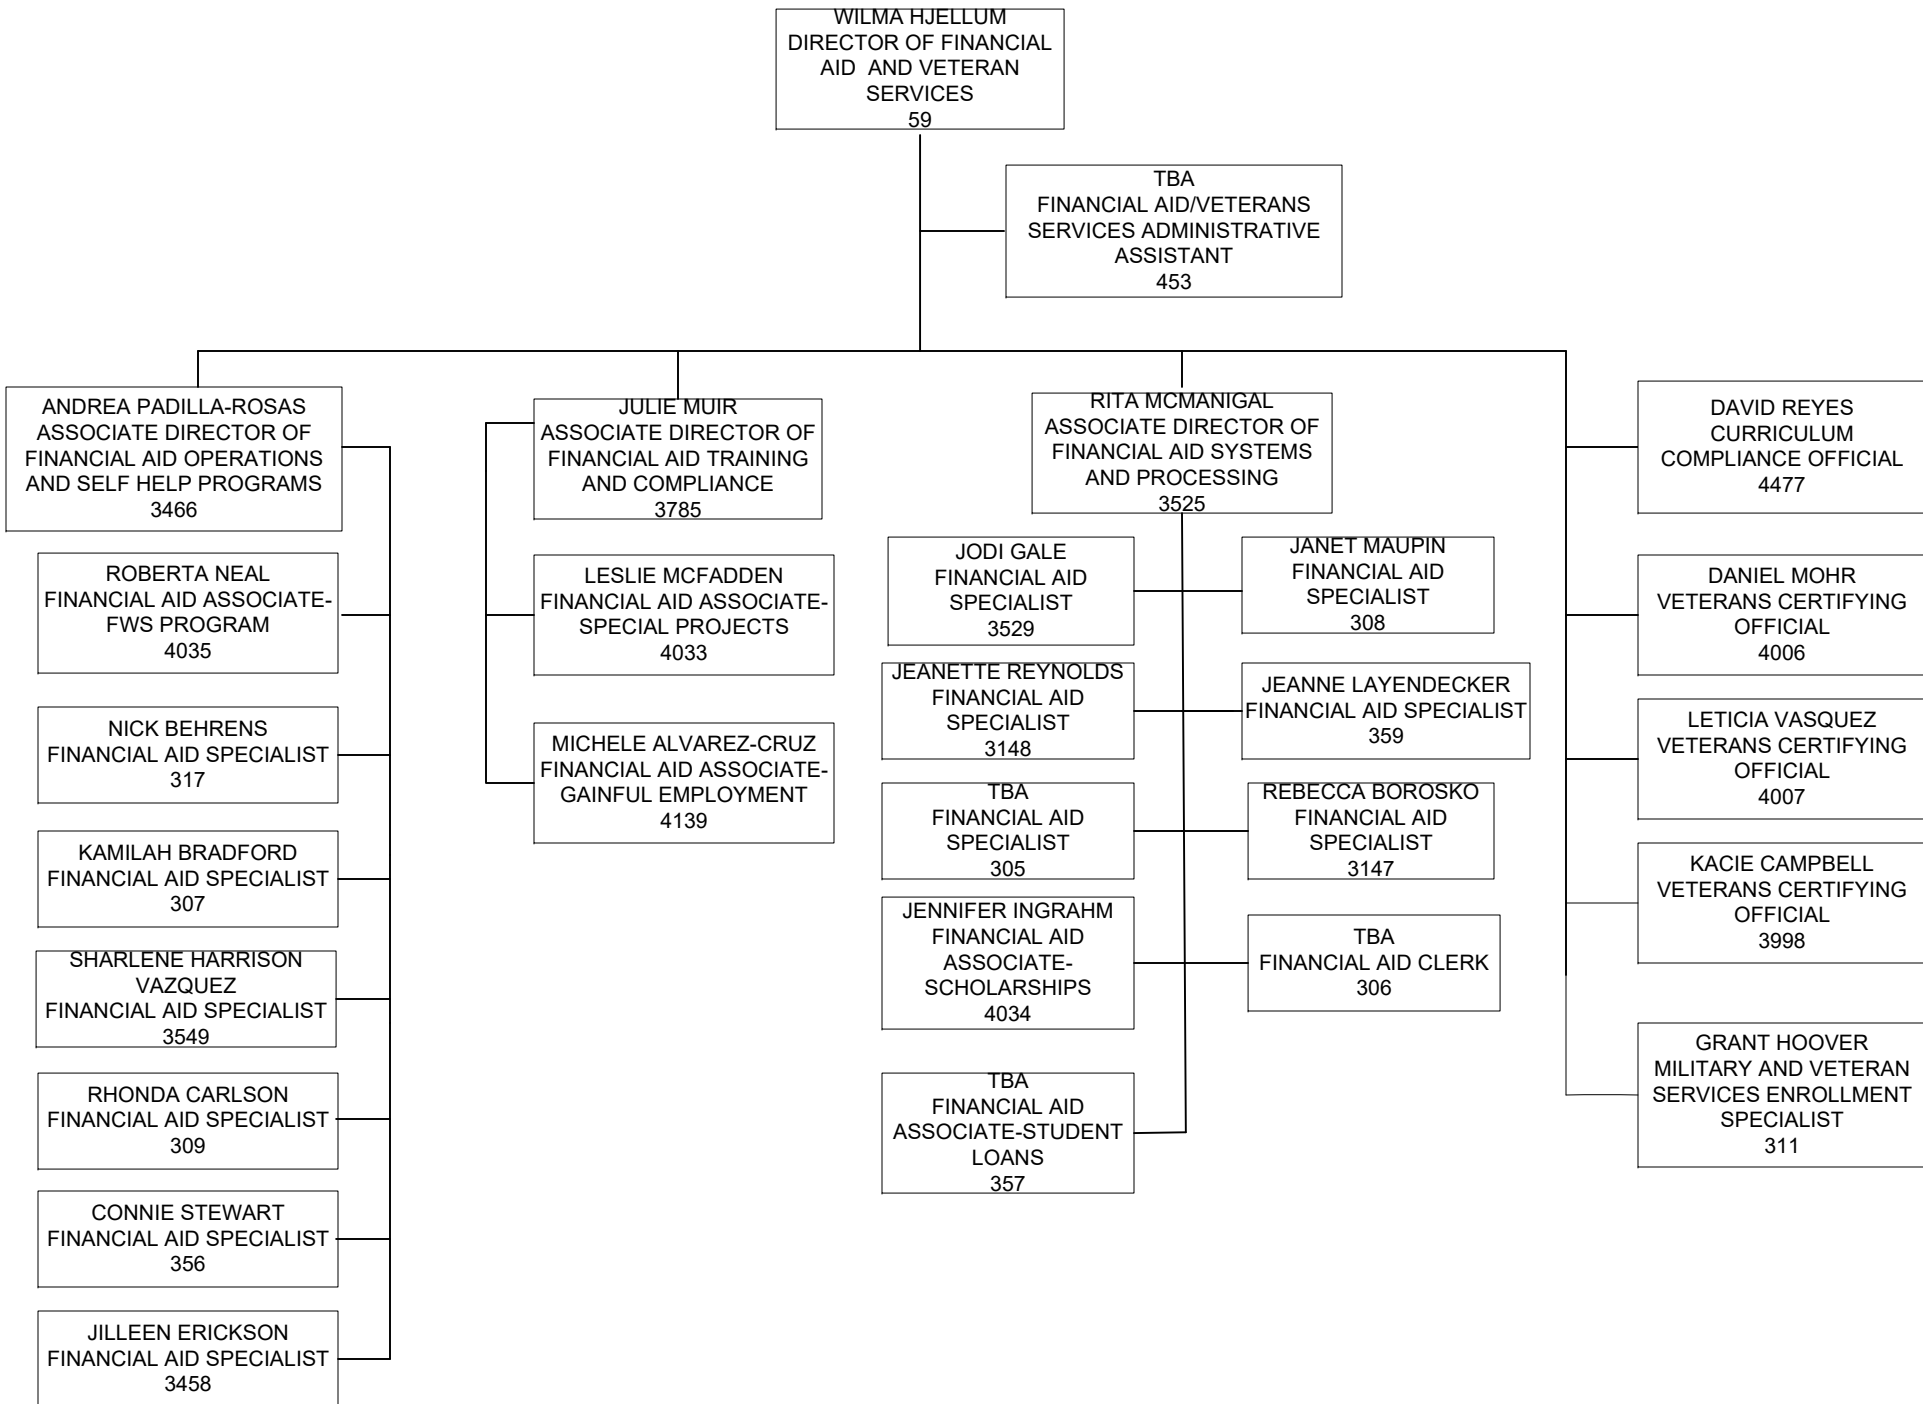 WILMA HJELLUM
DIRECTOR OF FINANCIAL
AID AND VETERAN
SERVICES
59
TBA
FINANCIAL AID/VETERANS
SERVICES ADMINISTRATIVE
ASSISTANT
453
ANDREA PADILLA-ROSAS
ASSOCIATE DIRECTOR OF
FINANCIAL AID OPERATIONS
AND SELF HELP PROGRAMS
3466
ROBERTA NEAL
FINANCIAL AID ASSOCIATE-
FWS PROGRAM
4035
NICK BEHRENS
FINANCIAL AID SPECIALIST
317
KAMILAH BRADFORD
FINANCIAL AID SPECIALIST
307
SHARLENE HARRISON
VAZQUEZ
FINANCIAL AID SPECIALIST
3549
RHONDA CARLSON
FINANCIAL AID SPECIALIST
309
CONNIE STEWART
FINANCIAL AID SPECIALIST
356
JILLEEN ERICKSON
FINANCIAL AID SPECIALIST
3458
JULIE MUIR
ASSOCIATE DIRECTOR OF
FINANCIAL AID TRAINING
AND COMPLIANCE
3785
LESLIE MCFADDEN
FINANCIAL AID ASSOCIATE-
SPECIAL PROJECTS
4033
MICHELE ALVAREZ-CRUZ
FINANCIAL AID ASSOCIATE-
GAINFUL EMPLOYMENT
4139
RITA MCMANIGAL
ASSOCIATE DIRECTOR OF
FINANCIAL AID SYSTEMS
AND PROCESSING
3525
JODI GALE
FINANCIAL AID
SPECIALIST
3529
JANET MAUPIN
FINANCIAL AID
SPECIALIST
308
JEANETTE REYNOLDS
FINANCIAL AID
SPECIALIST
3148
JEANNE LAYENDECKER
FINANCIAL AID SPECIALIST
359
TBA
FINANCIAL AID
SPECIALIST
305
REBECCA BOROSKO
FINANCIAL AID
SPECIALIST
3147
JENNIFER INGRAHM
FINANCIAL AID
ASSOCIATE-
SCHOLARSHIPS
4034
TBA
FINANCIAL AID CLERK
306
TBA
FINANCIAL AID
ASSOCIATE-STUDENT
LOANS
357
DAVID REYES
CURRICULUM
COMPLIANCE OFFICIAL
4477
DANIEL MOHR
VETERANS CERTIFYING
OFFICIAL
4006
LETICIA VASQUEZ
VETERANS CERTIFYING
OFFICIAL
4007
KACIE CAMPBELL
VETERANS CERTIFYING
OFFICIAL
3998
GRANT HOOVER
MILITARY AND VETERAN
SERVICES ENROLLMENT
SPECIALIST
311